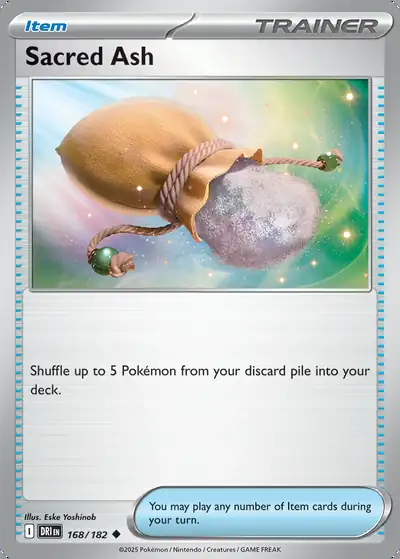 Item
TRAINER
Sacred Ash
Shuffle up to 5 Pokémon from your discard pile into your
deck.
Illus. Eske Yoshinob
I DRI EN 168/182 ◆
You may play any number of Item cards during
your turn.
©2025 Pokémon / Nintendo / Creatures / GAME FREAK